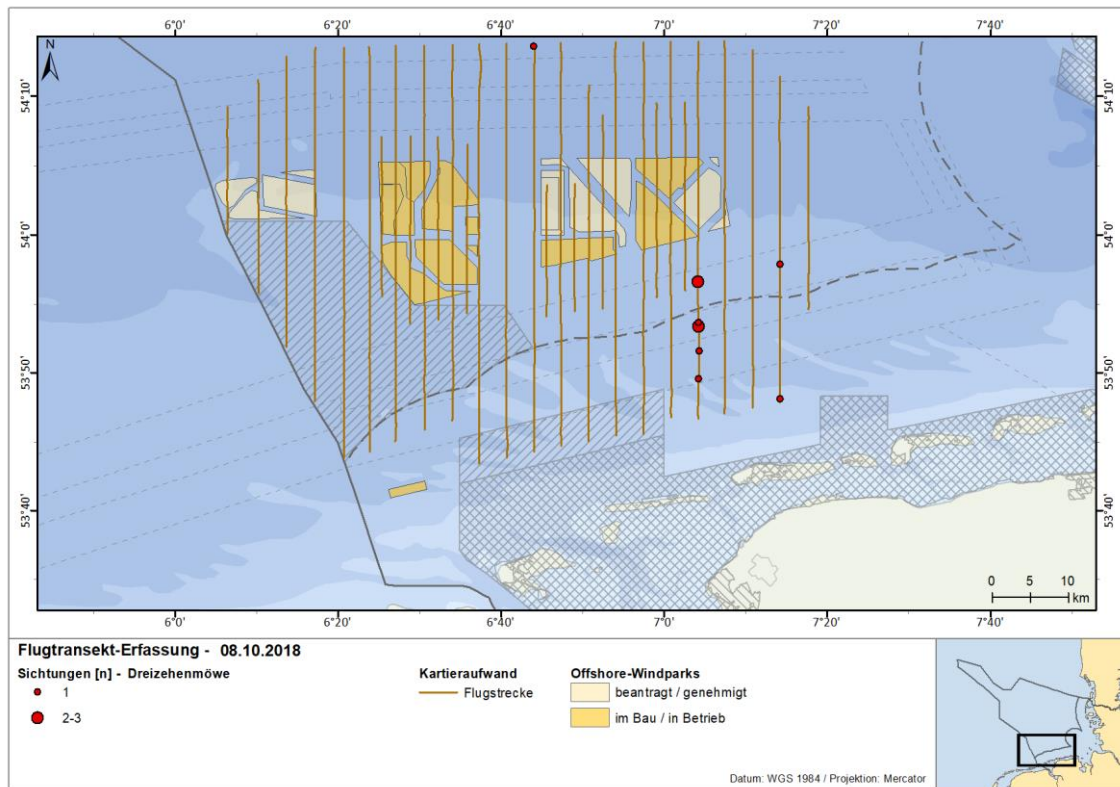 6°0' 6°20' 6°40' 7°0' 7°20' 7°40'
N
54°10' 54°10'
54°0' 54°0'
53°50' 53°50'
53°40' 53°40'
0 5 10
km
6°0' 6°20' 6°40' 7°0' 7°20' 7°40'
Flugtransekt-Erfassung - 08.10.2018
Sichtungen [n] - Dreizehenmöwe
1
2-3
Kartieraufwand
Flugstrecke
Offshore-Windparks
beantragt / genehmigt
im Bau / in Betrieb
Datum: WGS 1984 / Projektion: Mercator